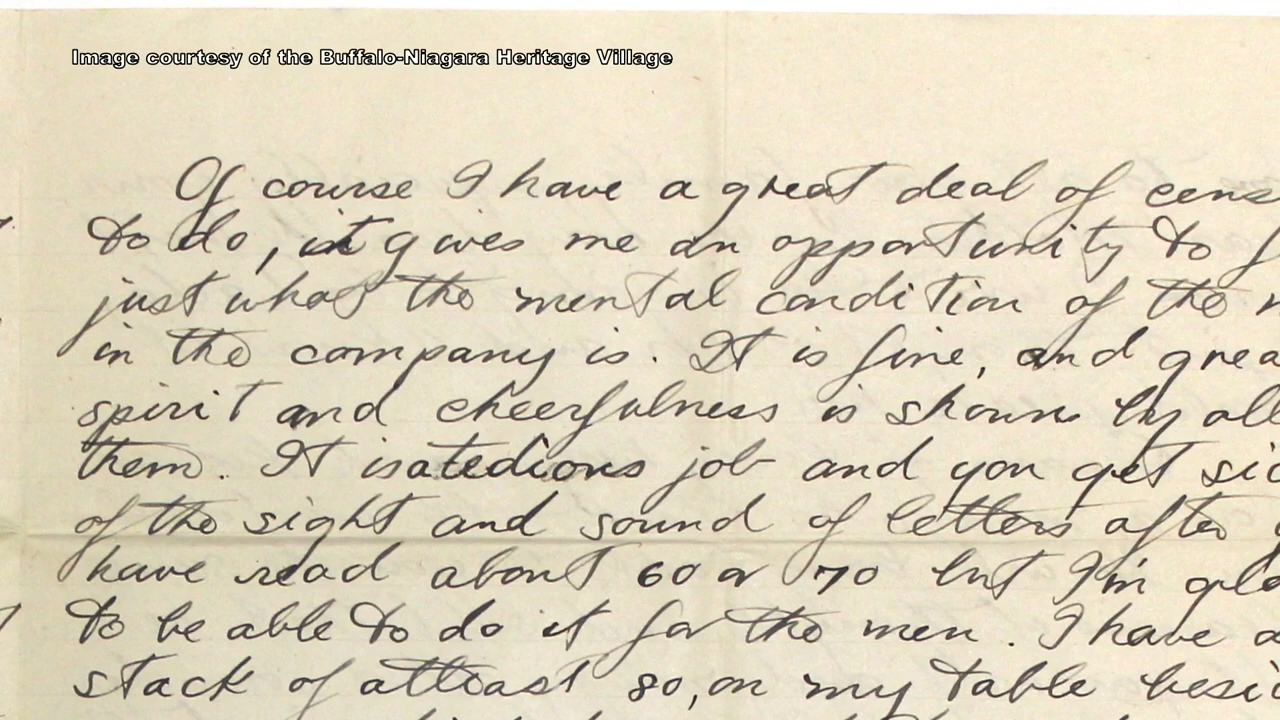 Image courtesy of the Buffalo-Niagara Heritage Village
Of course I have a great deal of cens
to do, it gives me an opportunity to f
just what the mental condition of the m
in the company is. It is fine, and grea
spirit and cheerfulness is shown by all
them. It is a tedious job and you get sic
of the sight and sound of letters after
have read about 60 or 70 but I'm gla
to be able to do it for the men. I have a
stack of atleast 80, on my table besi